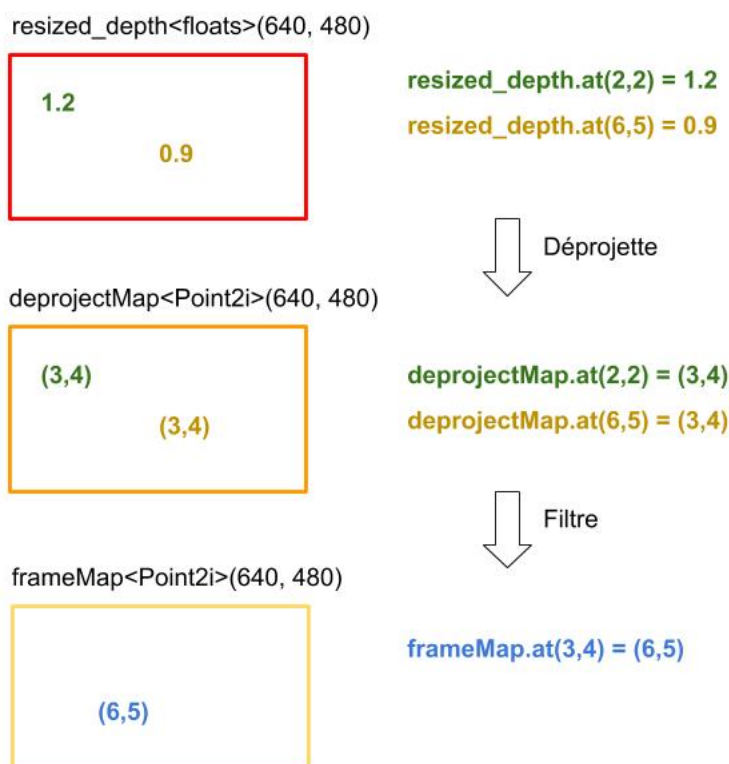 resized_depth<floats>(640, 480)
1.2
0.9
resized_depth.at(2,2) = 1.2
resized_depth.at(6,5) = 0.9
Déprojette
deprojectMap<Point2i>(640, 480)
(3,4)
(3,4)
deprojectMap.at(2,2) = (3,4)
deprojectMap.at(6,5) = (3,4)
Filtre
frameMap<Point2i>(640, 480)
(6,5)
frameMap.at(3,4) = (6,5)